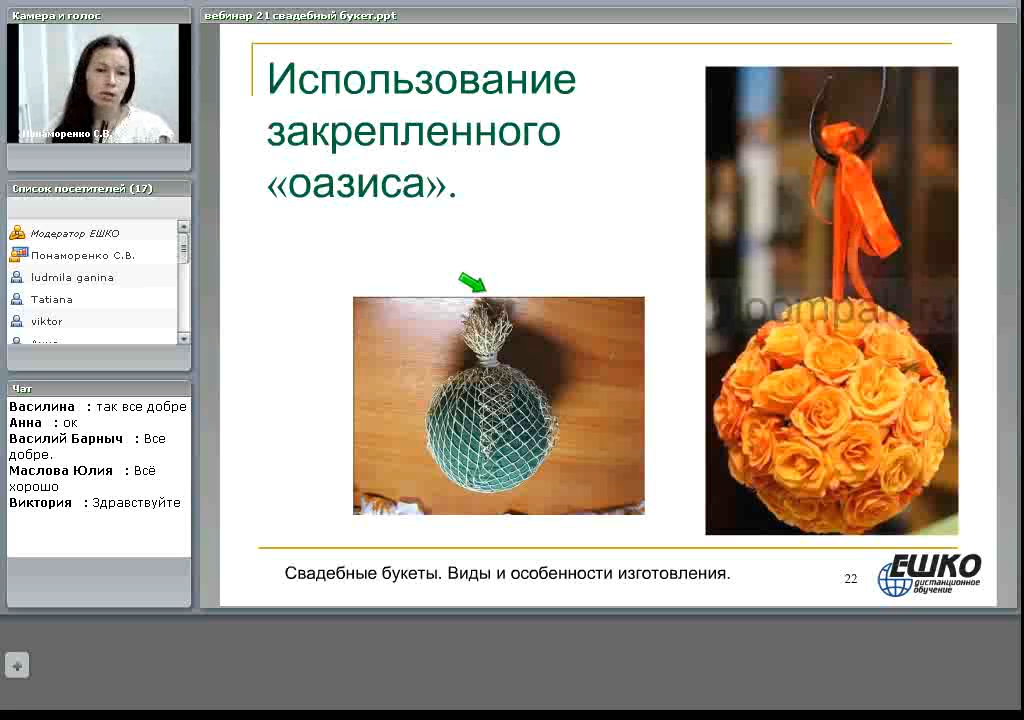 Камера и голос
Понаморенко С.В.
Список посетителей (17)
Модератор ЕШКО
Понаморенко С.В.
ludmila ganina
Tatiana
viktor
Чат
Василина : так все добре
Анна : ок
Василий Барныч : Все
добре.
Маслова Юлия : Всё
хорошо
Виктория : Здравствуйте
вебинар 21 свадебный букет.ppt
Использование
закрепленного
«оазиса».
Свадебные букеты. Виды и особенности изготовления.
22
ЕШКО
дистанционное
обучение